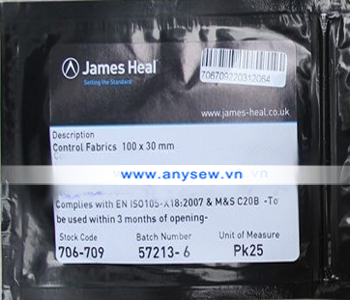 James Heal
Setting the Standard
706709220312064
www.james-heal.co.uk
Description
Control Fabrics 100 x 30 mm
www.anysew.vn
Complies with EN ISO105-X18:2007 & M&S C20B -To
be used within 3 months of opening-
Stock Code
Batch Number
Unit of Measure
706-709
57213-6
Pk25